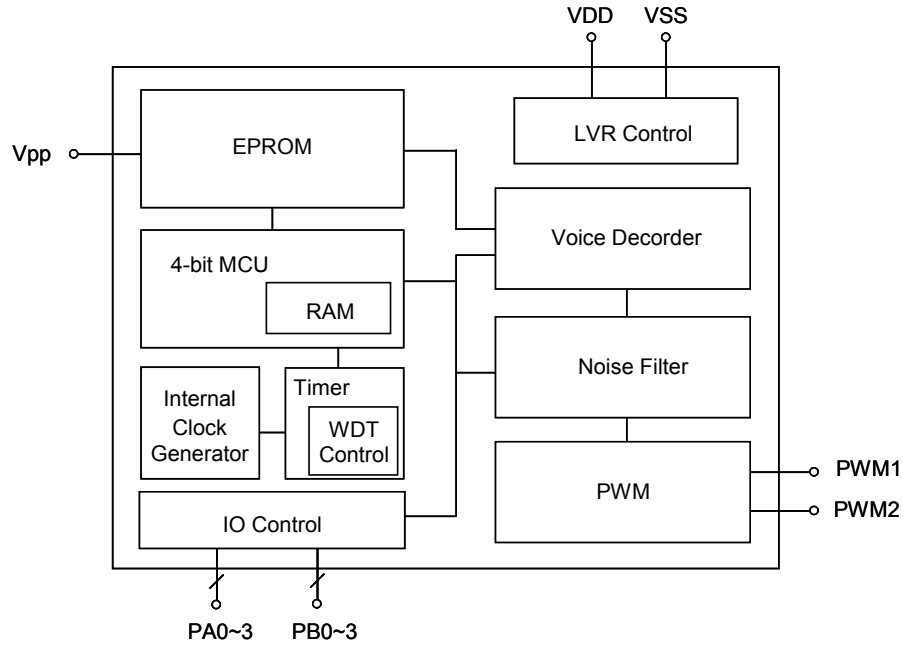 VDD VSS
EPROM
LVR Control
Vpp
4-bit MCU
RAM
Voice Decorder
Internal
Clock
Generator
Timer
WDT
Control
Noise Filter
PWM
PWM1
PWM2
IO Control
PA0~3 PB0~3